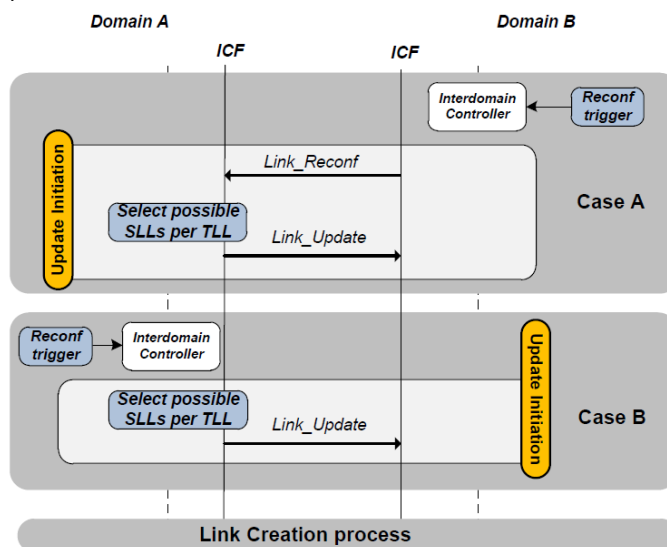 Domain A
Domain B
ICF
ICF
Interdomain
Controller
Reconf
trigger
Update Initiation
Link_Reconf
Case A
Select possible
SLLs per TLL
Link_Update
Reconf
trigger
Interdomain
Controller
Update Initiation
Select possible
SLLs per TLL
Link_Update
Case B
Link Creation process